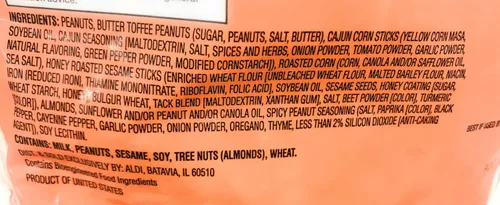 INGREDIENTS: PEANUTS, BUTTER TOFFEE PEANUTS (SUGAR, PEANUTS, SALT, BUTTER), CAJUN CORN STICKS (YELLOW CORN MASA,
SOYBEAN OIL, CAJUN SEASONING [MALTODEXTRIN, SALT, SPICES AND HERBS, ONION POWDER, TOMATO POWDER, GARLIC POWDER,
NATURAL FLAVORING, GREEN PEPPER POWDER, MODIFIED CORNSTARCH]), ROASTED CORN (CORN, CANOLA AND/OR SAFFLOWER OIL,
SEA SALT), HONEY ROASTED SESAME STICKS (ENRICHED WHEAT FLOUR [UNBLEACHED WHEAT FLOUR, MALTED BARLEY FLOUR, NIACIN,
IRON (REDUCED IRON), THIAMINE MONONITRATE, RIBOFLAVIN, FOLIC ACID], SOYBEAN OIL, SESAME SEEDS, HONEY COATING [SUGAR,
WHEAT STARCH, HONEY], BULGUR WHEAT, TACK BLEND [MALTODEXTRIN, XANTHAN GUM], SALT, BEET POWDER [COLOR], TURMERIC
[COLOR]), ALMONDS, SUNFLOWER AND/OR PEANUT AND/OR CANOLA OIL, SPICY PEANUT SEASONING (SALT, PAPRIKA [COLOR], BLACK
PEPPER, CAYENNE PEPPER, GARLIC POWDER, ONION POWDER, OREGANO, THYME, LESS THAN 2% SILICON DIOXIDE [ANTI-CAKING
AGENT]), SOY LECITHIN.
BEST IF USED BY
CONTAINS: MILK, PEANUTS, SESAME, SOY, TREE NUTS (ALMONDS), WHEAT.
DIST. & SOLD EXCLUSIVELY BY: ALDI, BATAVIA, IL 60510
Contains Bioengineered Food Ingredients
PRODUCT OF UNITED STATES